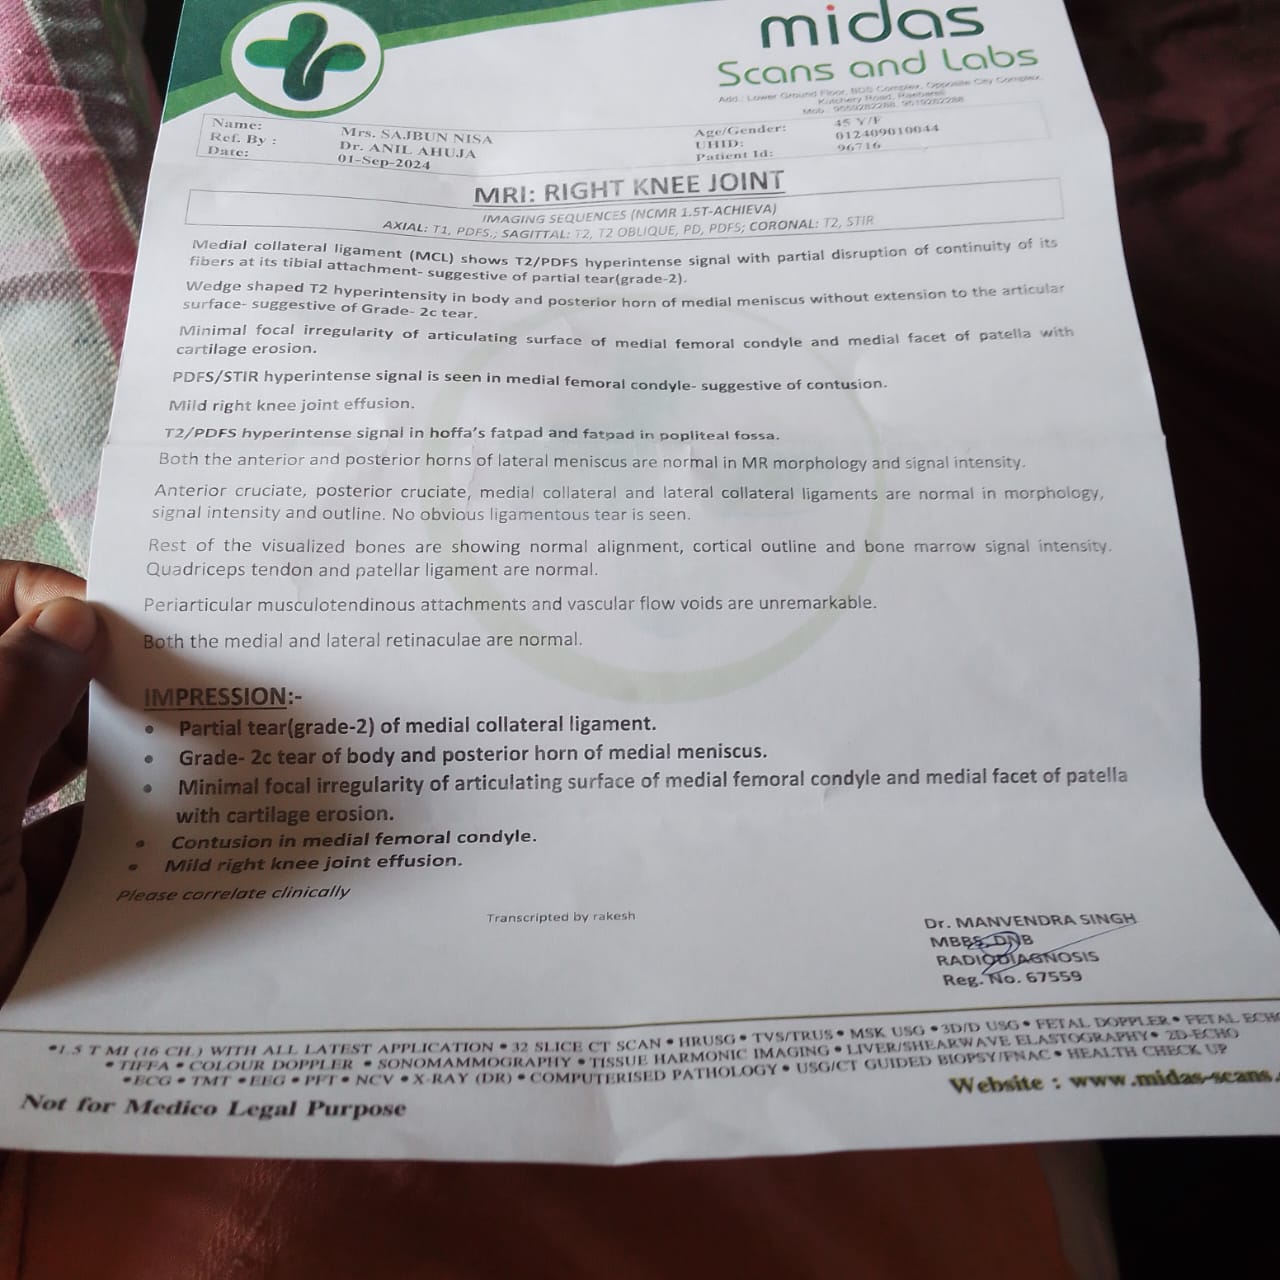 midas
Scans and Labs
Add.: Lower Ground Floor, BDS Complex, Opposite City Complex,
Kutchery Road, Raebareli
Mob. 9559282288, 9519282288
Name: Mrs. SAJBUN NISA Age/Gender: 45 Y/F
Ref. By : Dr. ANIL AHUJA UHID: 012409010044
Date: 01-Sep-2024 Patient Id: 96716
MRI: RIGHT KNEE JOINT
IMAGING SEQUENCES (NCMR 1.5T-ACHIEVA)
AXIAL: T1, PDFS,; SAGITTAL: T2, T2 OBLIQUE, PD, PDFS; CORONAL: T2, STIR
Medial collateral ligament (MCL) shows T2/PDFS hyperintense signal with partial disruption of continuity of its
fibers at its tibial attachment- suggestive of partial tear(grade-2).
Wedge shaped T2 hyperintensity in body and posterior horn of medial meniscus without extension to the articular
surface- suggestive of Grade- 2c tear.
Minimal focal irregularity of articulating surface of medial femoral condyle and medial facet of patella with
cartilage erosion.
PDFS/STIR hyperintense signal is seen in medial femoral condyle- suggestive of contusion.
Mild right knee joint effusion.
T2/PDFS hyperintense signal in hoffa's fatpad and fatpad in popliteal fossa.
Both the anterior and posterior horns of lateral meniscus are normal in MR morphology and signal intensity.
Anterior cruciate, posterior cruciate, medial collateral and lateral collateral ligaments are normal in morphology,
signal intensity and outline. No obvious ligamentous tear is seen.
Rest of the visualized bones are showing normal alignment, cortical outline and bone marrow signal intensity.
Quadriceps tendon and patellar ligament are normal.
Periarticular musculotendinous attachments and vascular flow voids are unremarkable.
Both the medial and lateral retinaculae are normal.
IMPRESSION:-
• Partial tear(grade-2) of medial collateral ligament.
• Grade- 2c tear of body and posterior horn of medial meniscus.
• Minimal focal irregularity of articulating surface of medial femoral condyle and medial facet of patella
with cartilage erosion.
• Contusion in medial femoral condyle.
• Mild right knee joint effusion.
Please correlate clinically
Transcripted by rakesh
Dr. MANVENDRA SINGH
MBBS, DNB
RADIODIAGNOSIS
Reg. No. 67559
•1.5 T MI (16 CH.) WITH ALL LATEST APPLICATION • 32 SLICE CT SCAN • HRUSG • TVS/TRUS • MSK USG • 3D/D USG • FETAL DOPPLER • FETAL ECHO
• TIFFA • COLOUR DOPPLER • SONOMAMMOGRAPHY • TISSUE HARMONIC IMAGING • LIVER/SHEARWAVE ELASTOGRAPHY • 2D-ECHO
•ECG • TMT • EEG • PFT • NCV • X-RAY (DR) • COMPUTERISED PATHOLOGY • USG/CT GUIDED BIOPSY/FNAC • HEALTH CHECK UP
Website : www.midas-scans.
Not for Medico Legal Purpose